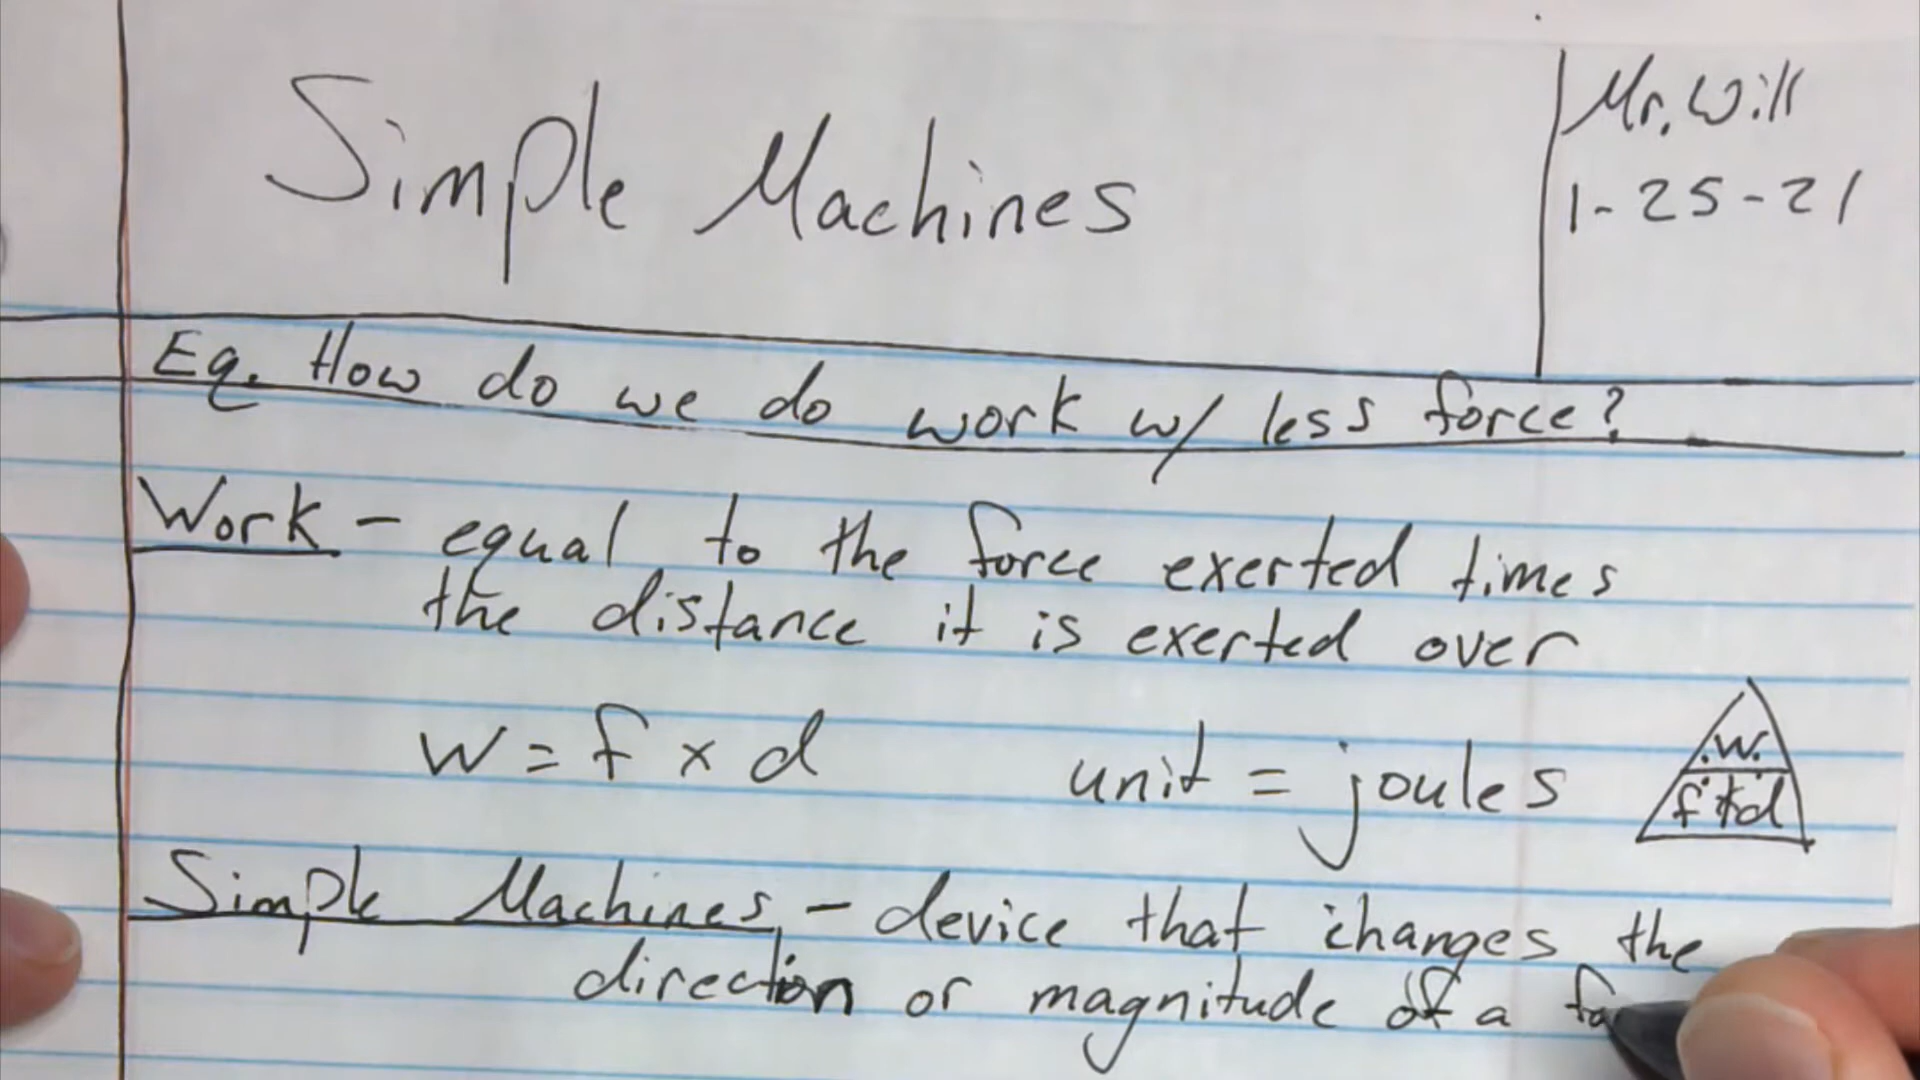 Simple Machines
Mr. Will
1-25-21
Eq. How do we do work w/ less force?
Work - equal to the force exerted times
the distance it is exerted over
w = f x d
unit = joules
w
f x d
Simple Machines - device that changes the
direction or magnitude of a